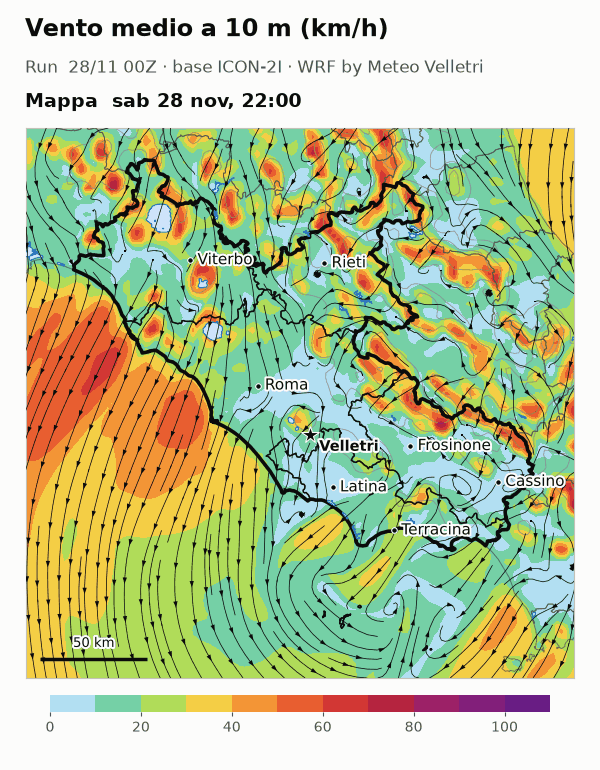 Vento medio a 10 m (km/h)
Run  28/11 00Z · base ICON-2I · WRF by Meteo Velletri
Mappa  sab 28 nov, 22:00
Viterbo
Rieti
Roma
Velletri
Frosinone
Latina
Cassino
Terracina
50 km
0 20 40 60 80 100